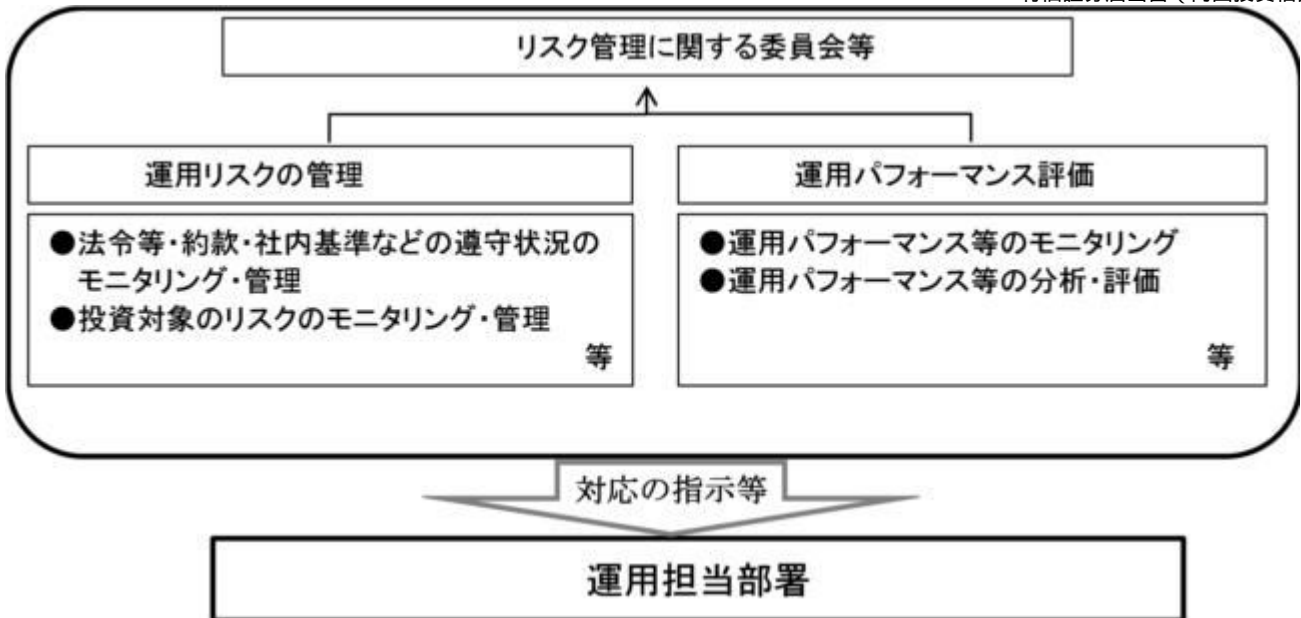 リスク管理に関する委員会等
運用リスクの管理
運用パフォーマンス評価
●法令等・約款・社内基準などの遵守状況の
モニタリング・管理
●投資対象のリスクのモニタリング・管理
等
●運用パフォーマンス等のモニタリング
●運用パフォーマンス等の分析・評価
等
対応の指示等
運用担当部署